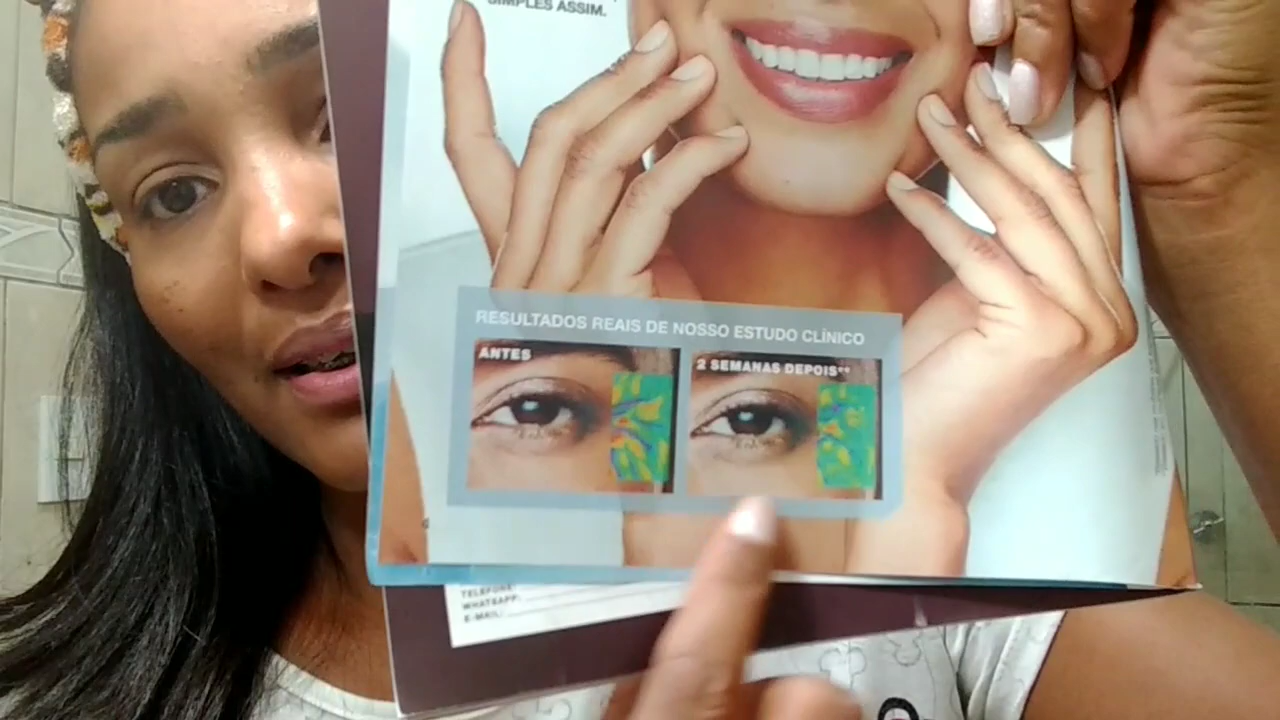 SIMPLES ASSIM.
RESULTADOS REAIS DE NOSSO ESTUDO CLÍNICO
ANTES
2 SEMANAS DEPOIS**
TELEFONE:
WHATSAPP:
E-MAIL: